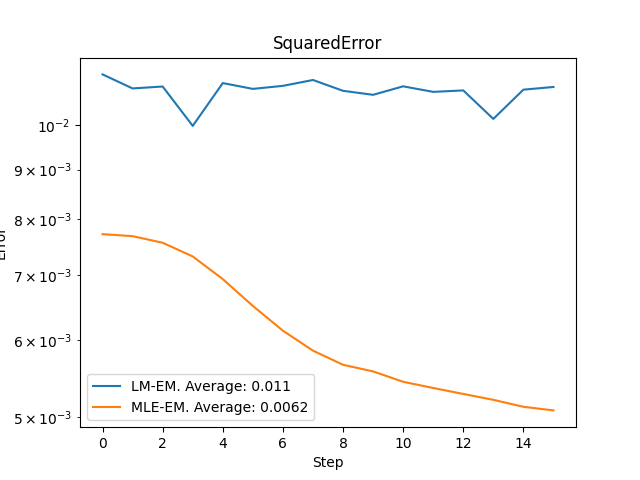 SquaredError
10⁻²
9 × 10⁻³
8 × 10⁻³
7 × 10⁻³
6 × 10⁻³
5 × 10⁻³
Error
LM-EM. Average: 0.011
MLE-EM. Average: 0.0062
0 2 4 6 8 10 12 14
Step